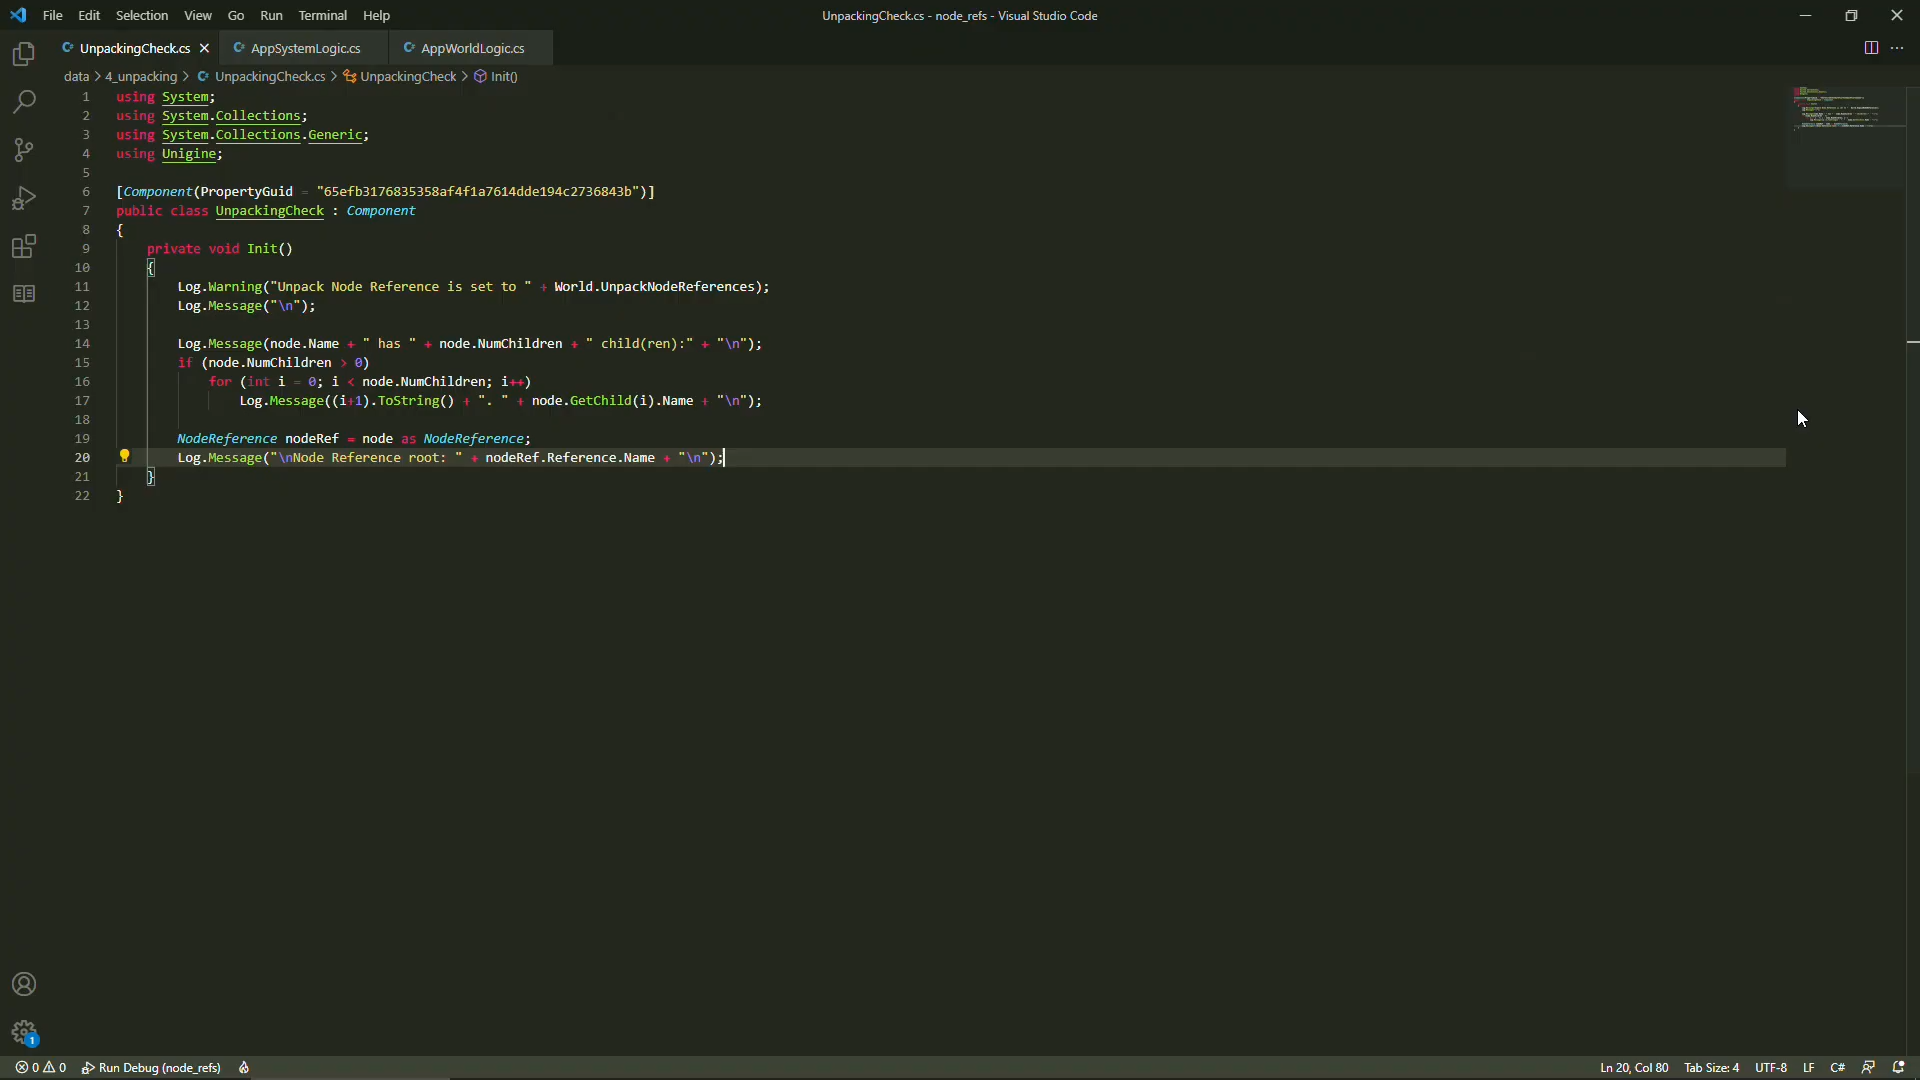 File Edit Selection View Go Run Terminal Help
UnpackingCheck.cs - node_refs - Visual Studio Code
UnpackingCheck.cs AppSystemLogic.cs AppWorldLogic.cs
data > 4_unpacking > UnpackingCheck.cs > UnpackingCheck > Init()
1 using System;
2 using System.Collections;
3 using System.Collections.Generic;
4 using Unigine;
5
6 [Component(PropertyGuid = "65efb3176835358af4f1a7614dde194c2736843b")]
7 public class UnpackingCheck : Component
8 {
9 private void Init()
10 {
11 Log.Warning("Unpack Node Reference is set to " + World.UnpackNodeReferences);
12 Log.Message("\n");
13
14 Log.Message(node.Name + " has " + node.NumChildren + " child(ren):" + "\n");
15 if (node.NumChildren > 0)
16 for (int i = 0; i < node.NumChildren; i++)
17 Log.Message((i+1).ToString() + ". " + node.GetChild(i).Name + "\n");
18
19 NodeReference nodeRef = node as NodeReference;
20 Log.Message("\nNode Reference root: " + nodeRef.Reference.Name + "\n");
21 }
22 }
1
0 0 Run Debug (node_refs)
Ln 20, Col 80 Tab Size: 4 UTF-8 LF C#